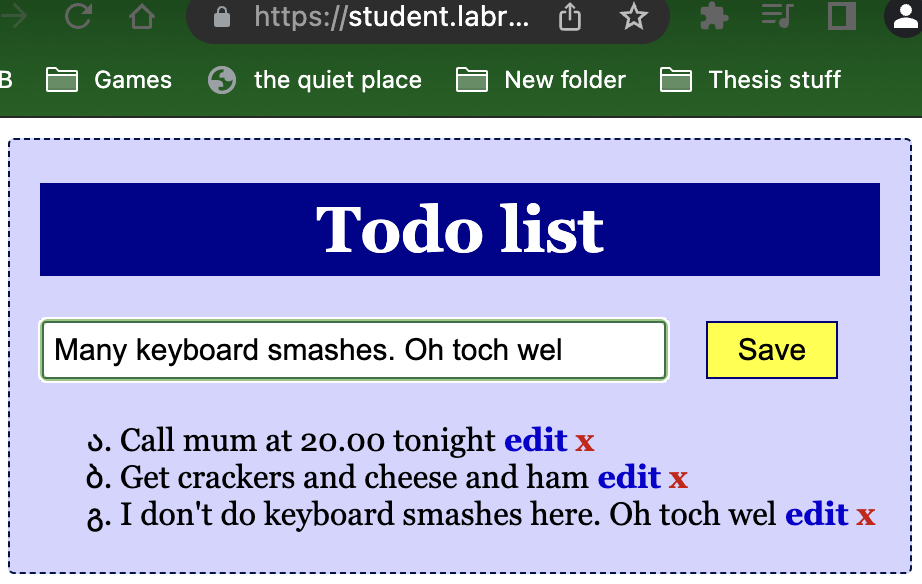 https://student.labr...
B Games the quiet place New folder Thesis stuff
Todo list
Many keyboard smashes. Oh toch wel Save
ა. Call mum at 20.00 tonight edit x
ბ. Get crackers and cheese and ham edit x
გ. I don't do keyboard smashes here. Oh toch wel edit x